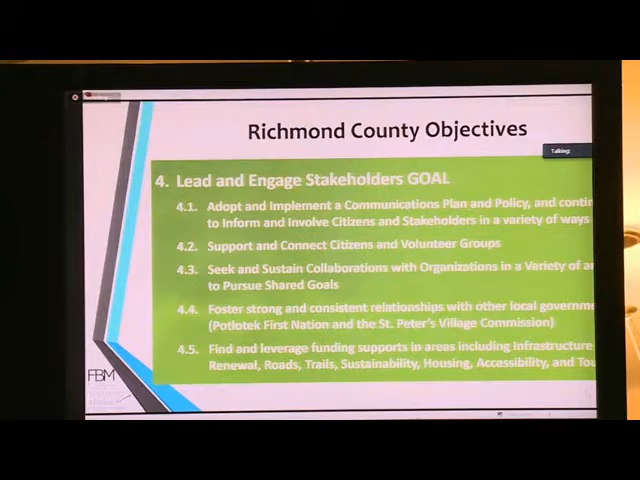 Richmond County Objectives
Talking:
4. Lead and Engage Stakeholders GOAL
4.1. Adopt and Implement a Communications Plan and Policy, and contin
to Inform and Involve Citizens and Stakeholders in a variety of ways
4.2. Support and Connect Citizens and Volunteer Groups
4.3. Seek and Sustain Collaborations with Organizations in a Variety of a
to Pursue Shared Goals
4.4. Foster strong and consistent relationships with other local governme
(Potlotek First Nation and the St. Peter's Village Commission)
4.5. Find and leverage funding supports in areas including Infrastructure
Renewal, Roads, Trails, Sustainability, Housing, Accessibility, and Tou
FBM